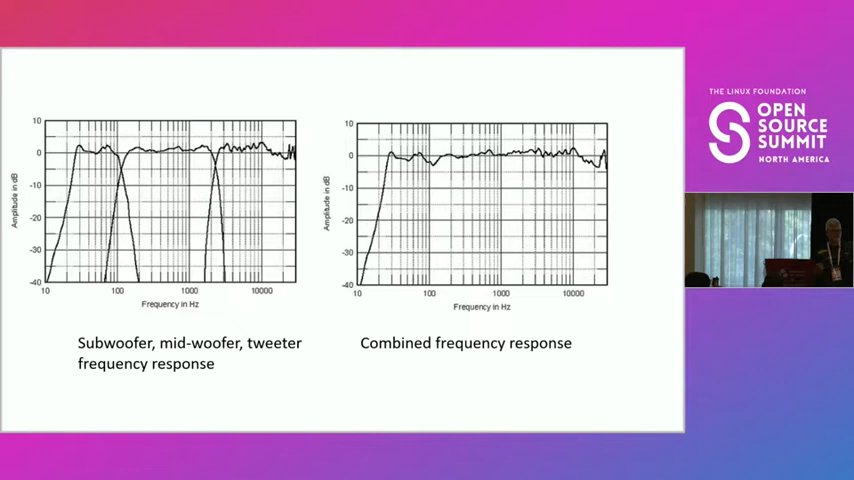 THE LINUX FOUNDATION
OPEN
SOURCE
SUMMIT
NORTH AMERICA
10
0
-10
-20
-30
-40
Amplitude in dB
10
100
1000
10000
Frequency in Hz
10
0
-10
-20
-30
-40
Amplitude in dB
10
100
1000
10000
Frequency in Hz
Subwoofer, mid-woofer, tweeter
frequency response
Combined frequency response